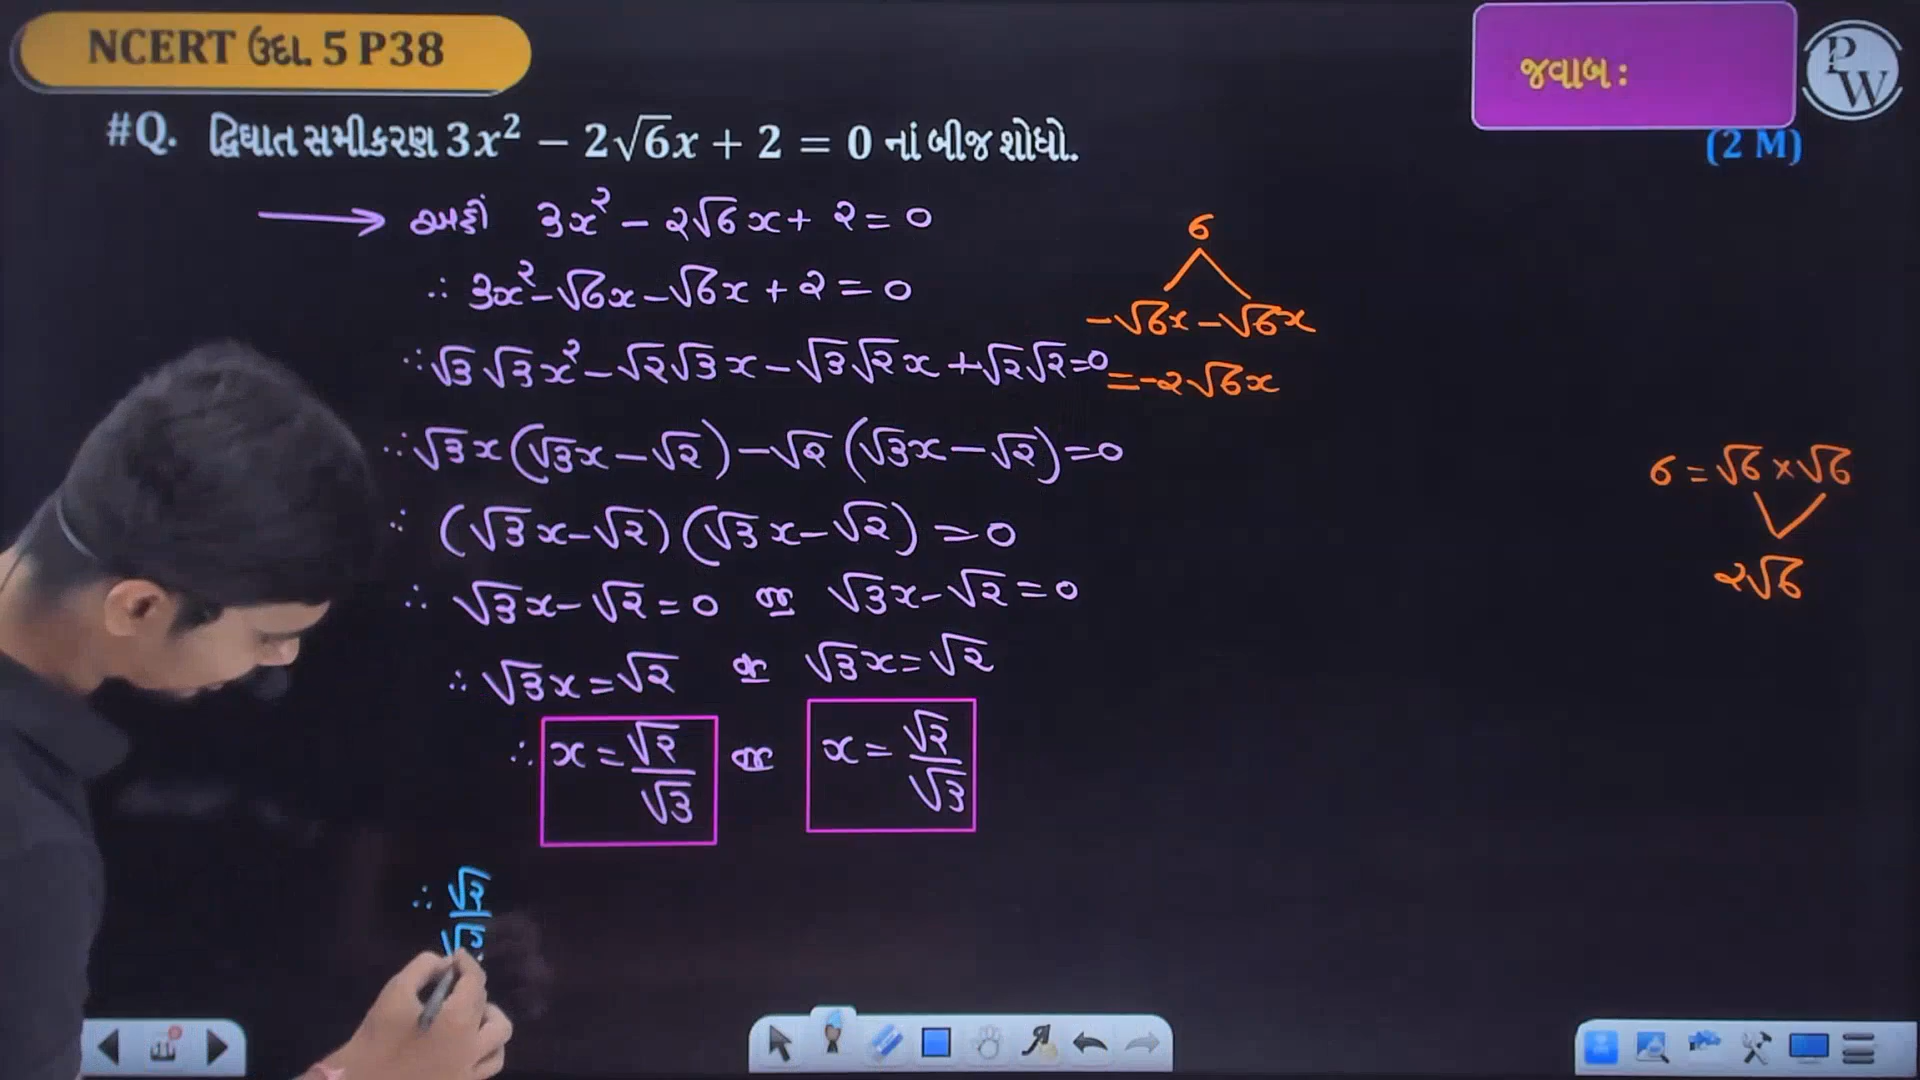 NCERT ઉદા. 5 P38
જવાબ :
PW
#Q. દ્વિઘાત સમીકરણ 3x² − 2√6x + 2 = 0 નાં બીજ શોધો.
(2 M)
→ અહીં 3x² − 2√6x + 2 = 0
∴ 3x² − √6x − √6x + 2 = 0
∴ √3√3x² − √2√3x − √3√2x + √2√2 = 0
∴ √3x(√3x − √2) − √2(√3x − √2) = 0
∴ (√3x − √2)(√3x − √2) = 0
∴ √3x − √2 = 0 અથવા √3x − √2 = 0
∴ √3x = √2 અથવા √3x = √2
∴ x = √2/√3 અથવા x = √2/√3
∴ √2
6
−√6x −√6x
= −2√6x
6 = √6 × √6
2√6